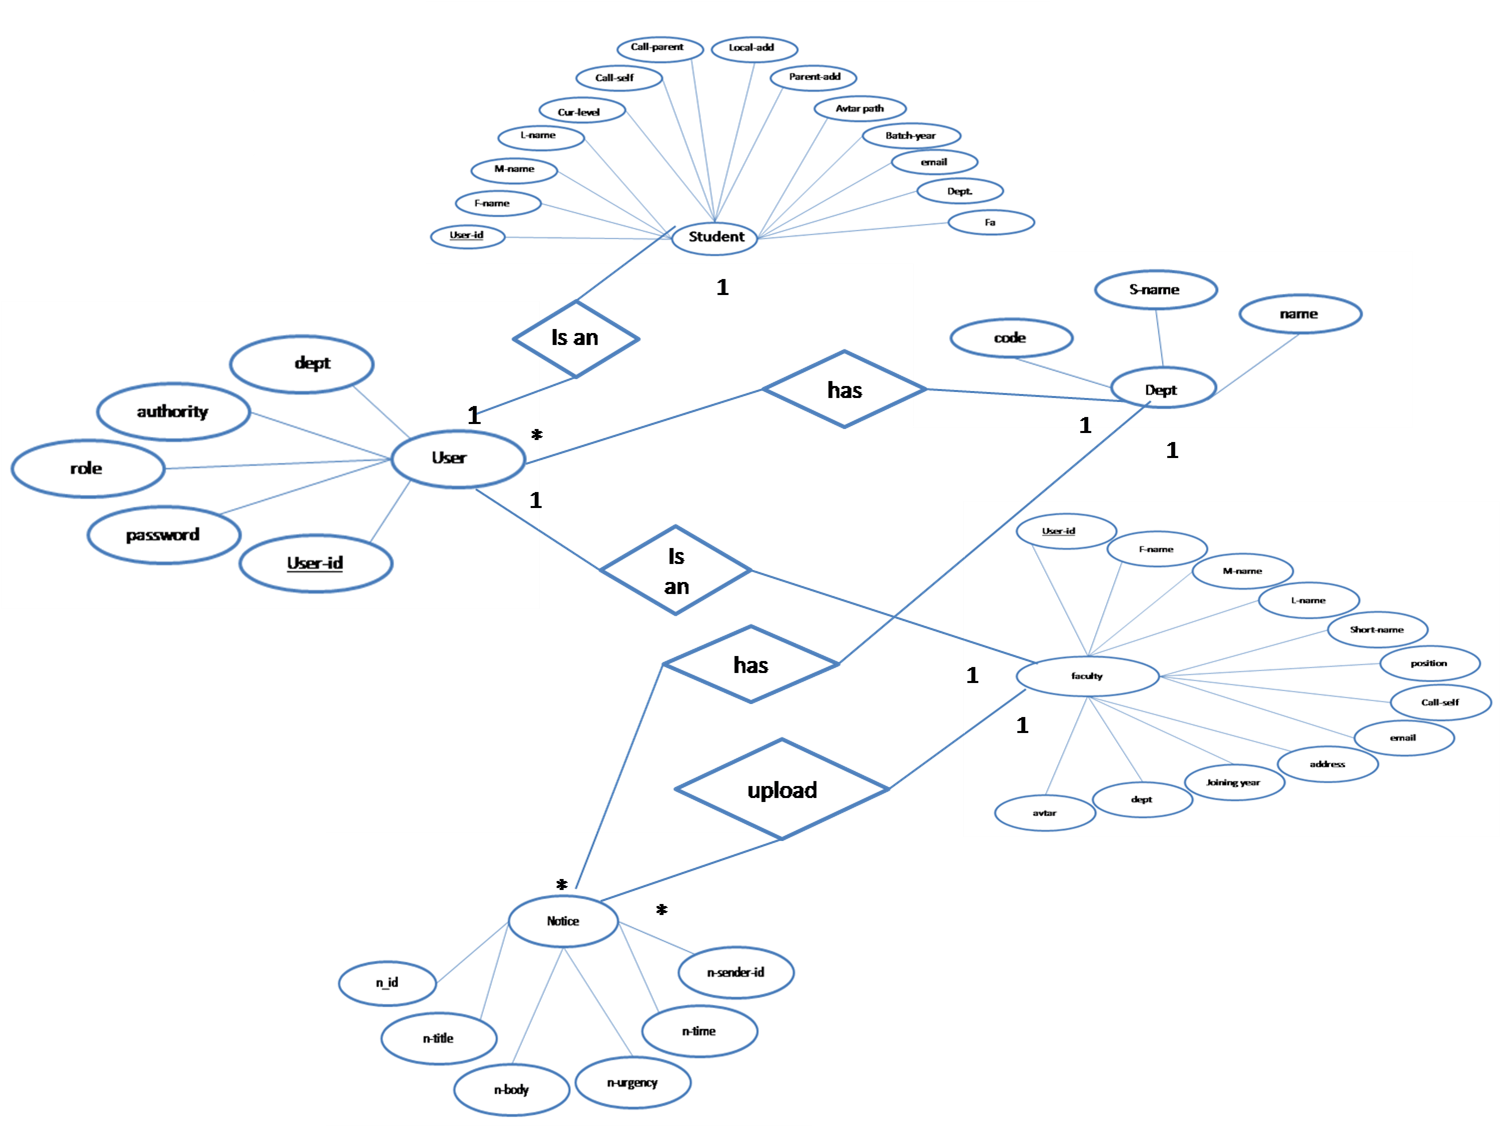 Call-parent
Local-add
Call-self
Parent-add
Cur-level
Avtar path
L-name
Batch-year
M-name
email
F-name
Dept.
User-id
Fa
Student
1
Is an
S-name
name
code
dept
has
Dept
authority
1
*
1
1
User
role
1
password
User-id
Is
an
User-id
F-name
M-name
L-name
Short-name
position
has
1
faculty
Call-self
1
email
address
Joining year
dept
avtar
upload
*
*
Notice
n_id
n-sender-id
n-title
n-time
n-body
n-urgency